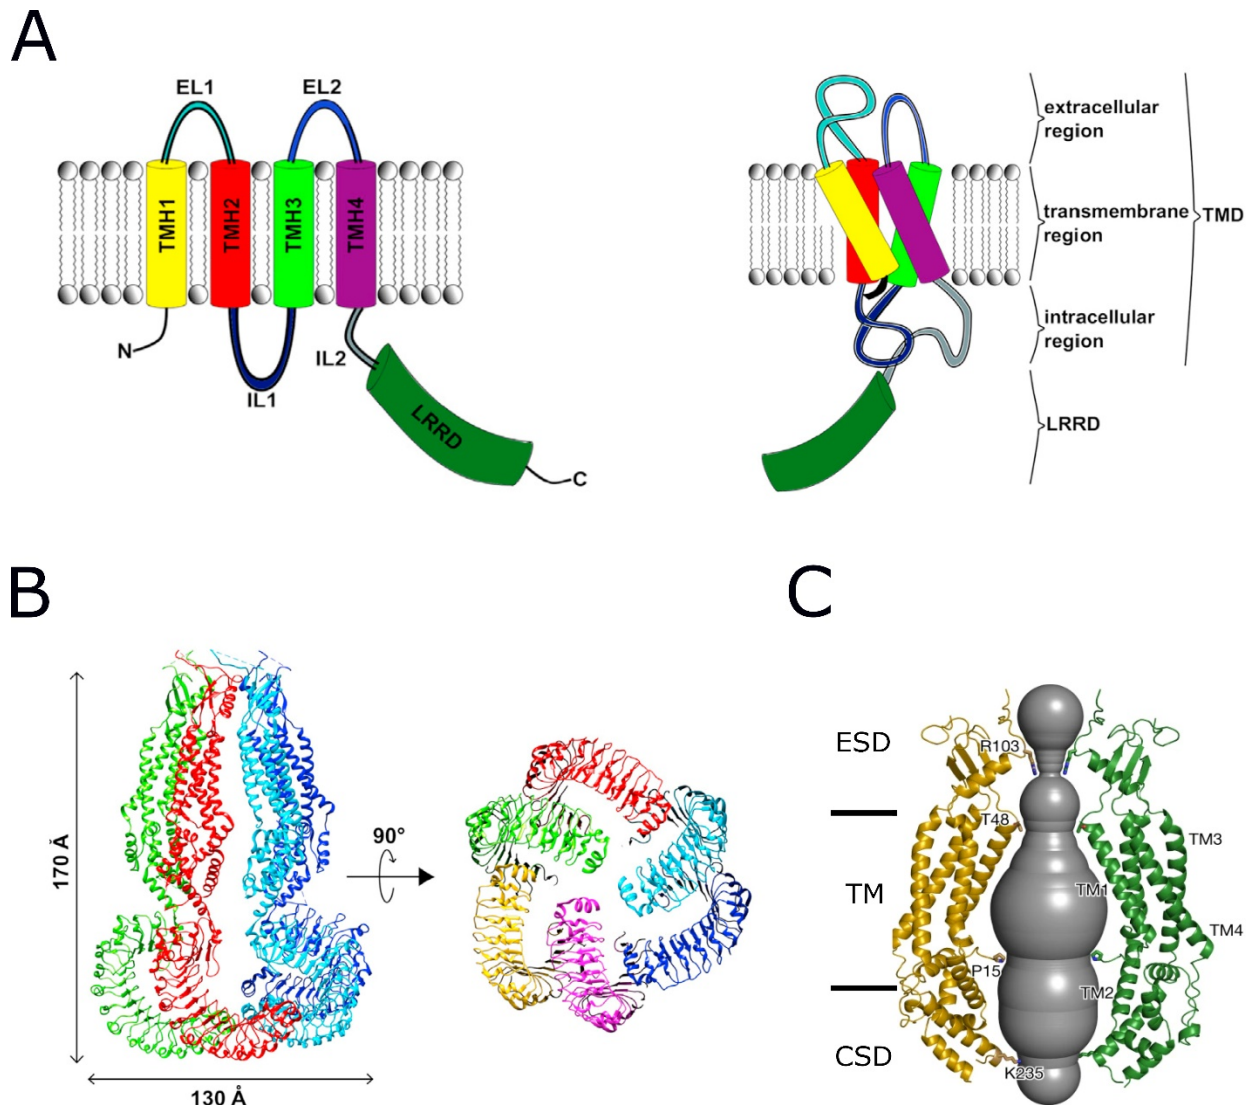 A
EL1
EL2
TMH1
TMH2
TMH3
TMH4
N
IL1
IL2
LRRD
C
extracellular
region
transmembrane
region
TMD
intracellular
region
LRRD
B
170 Å
130 Å
90°
C
ESD
TM
CSD
R103
T48
P15
K235
TM3
TM1
TM4
TM2